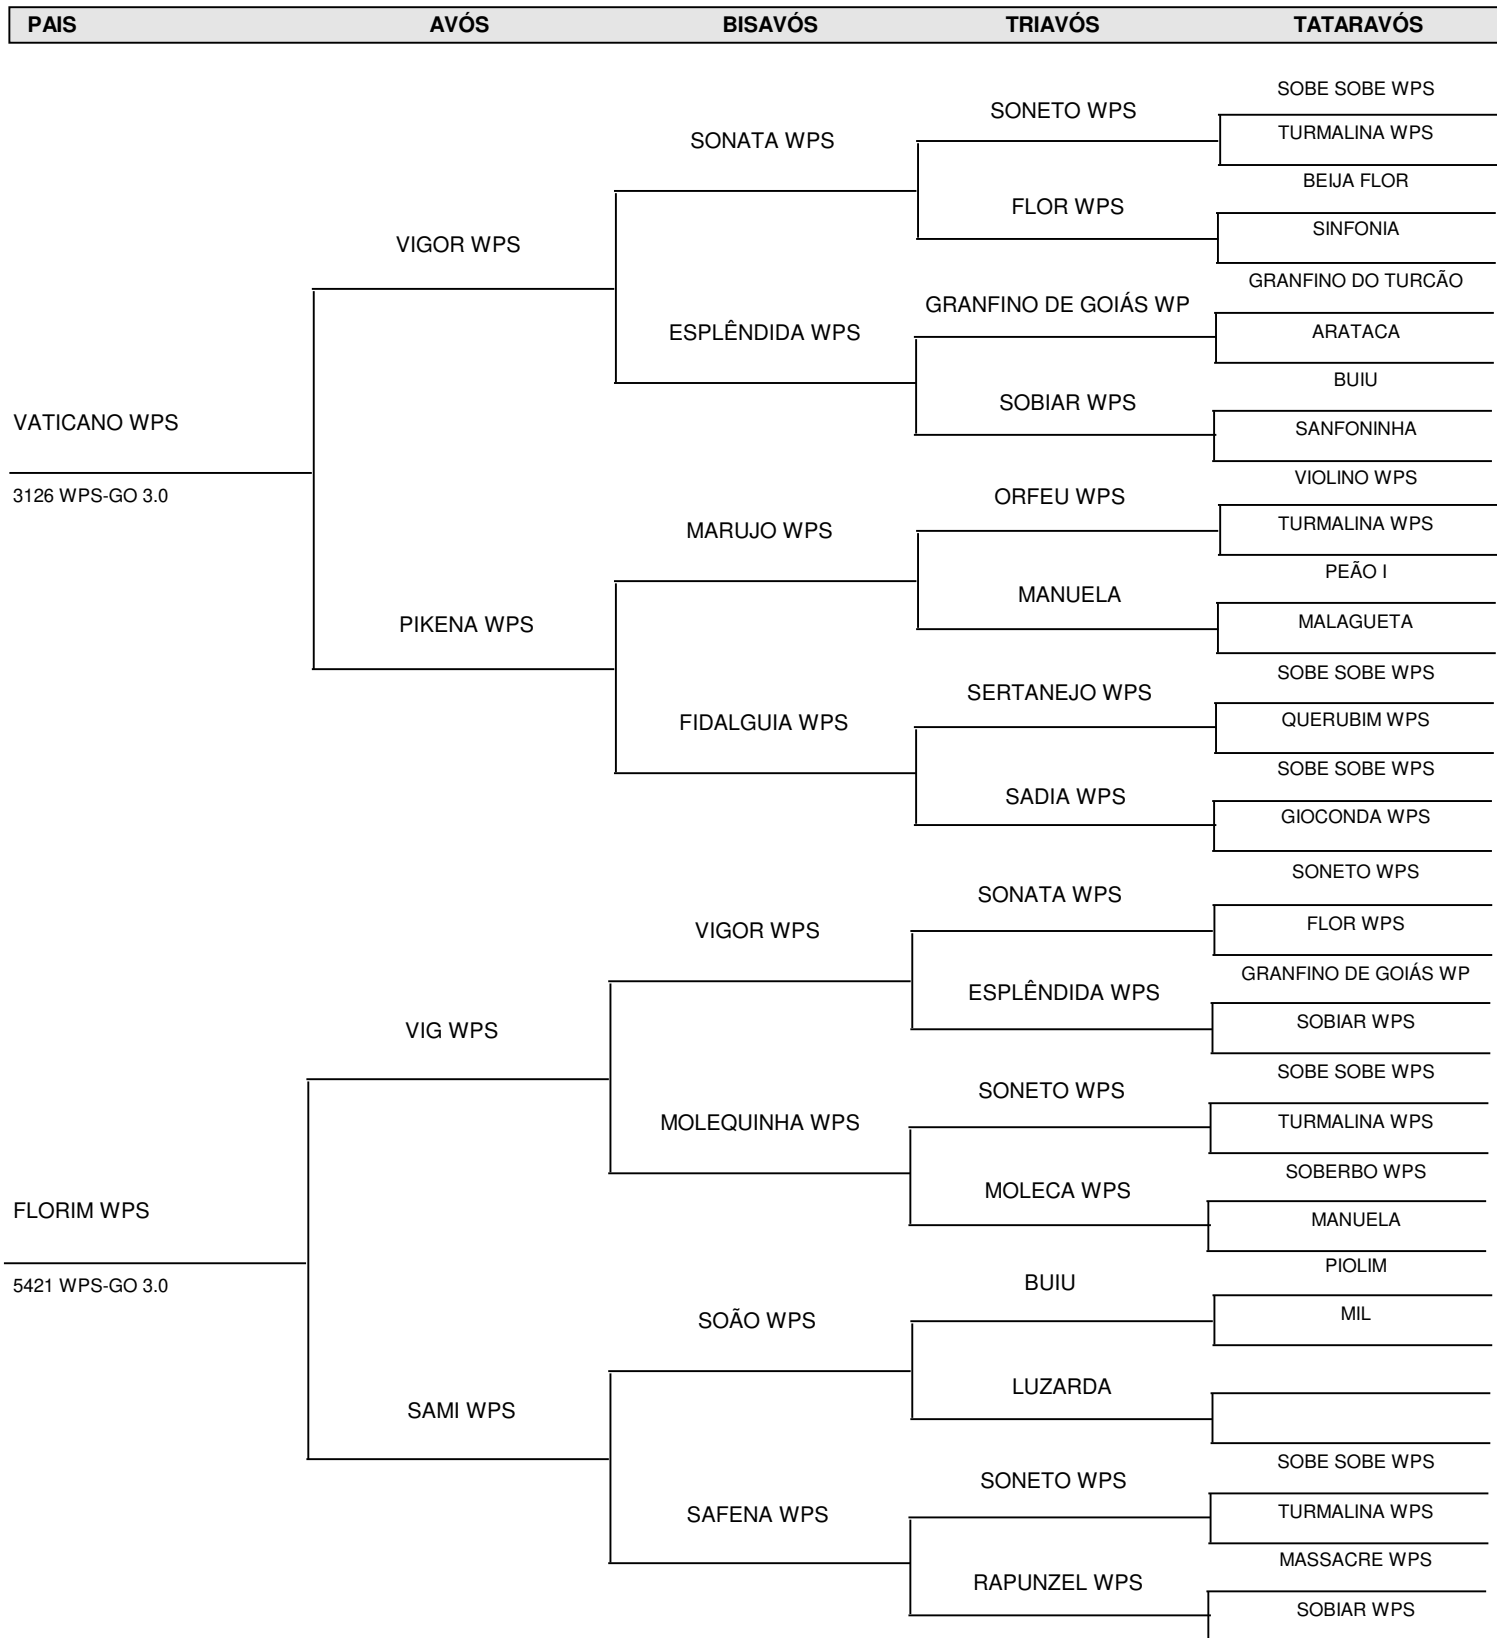 PAIS AVÓS BISAVÓS TRIAVÓS TATARAVÓS
SOBE SOBE WPS
SONETO WPS
TURMALINA WPS
SONATA WPS
BEIJA FLOR
FLOR WPS
SINFONIA
VIGOR WPS
GRANFINO DO TURCÃO
GRANFINO DE GOIÁS WP
ARATACA
ESPLÊNDIDA WPS
BUIU
SOBIAR WPS
SANFONINHA
VATICANO WPS
3126 WPS-GO 3.0
VIOLINO WPS
ORFEU WPS
TURMALINA WPS
MARUJO WPS
PEÃO I
MANUELA
MALAGUETA
PIKENA WPS
SOBE SOBE WPS
SERTANEJO WPS
QUERUBIM WPS
FIDALGUIA WPS
SOBE SOBE WPS
SADIA WPS
GIOCONDA WPS
SONETO WPS
SONATA WPS
FLOR WPS
VIGOR WPS
GRANFINO DE GOIÁS WP
ESPLÊNDIDA WPS
SOBIAR WPS
VIG WPS
SOBE SOBE WPS
SONETO WPS
TURMALINA WPS
MOLEQUINHA WPS
SOBERBO WPS
MOLECA WPS
MANUELA
FLORIM WPS
5421 WPS-GO 3.0
PIOLIM
BUIU
MIL
SOÃO WPS
LUZARDA
SAMI WPS
SOBE SOBE WPS
SONETO WPS
TURMALINA WPS
SAFENA WPS
MASSACRE WPS
RAPUNZEL WPS
SOBIAR WPS